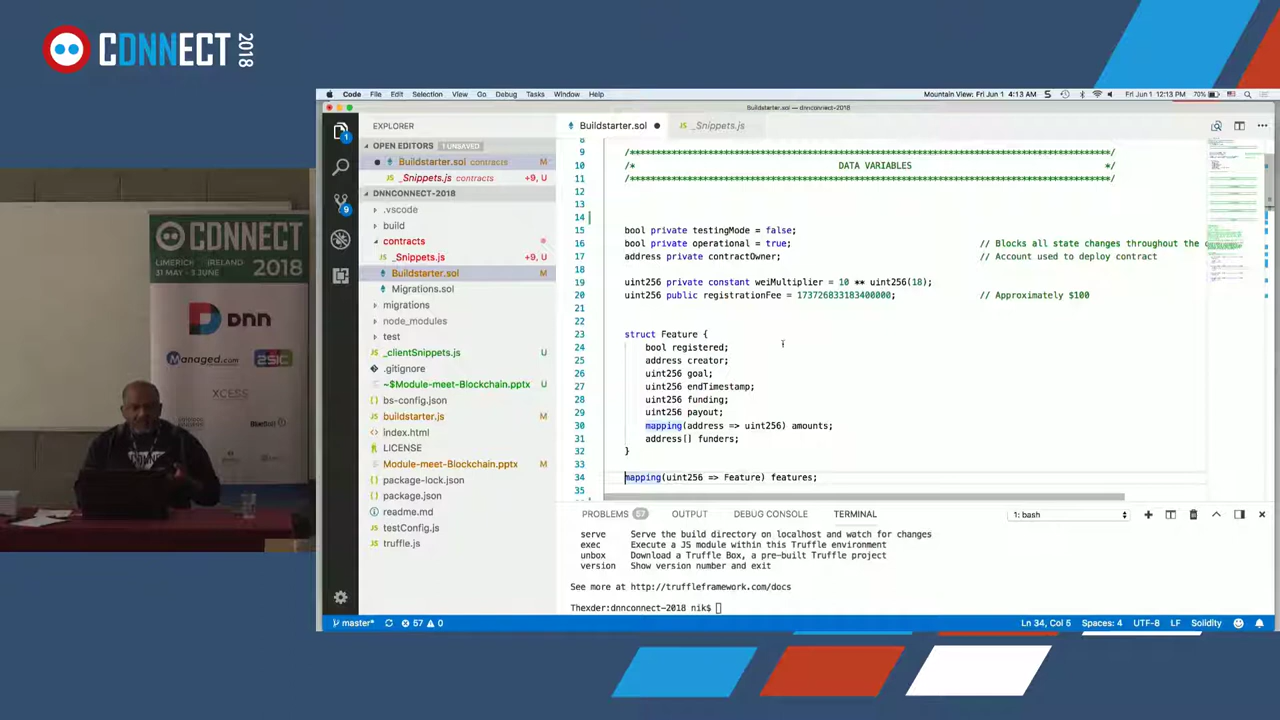 CDNNECT 2018
CONNECT
LIMERICK IRELAND
31 MAY - 3 JUNE
2018
dnn
Managed.com
2SIC
XCESS
Code File Edit Selection View Go Debug Tasks Window Help
Mountain View: Fri Jun 1 4:13 AM
70%
Fri Jun 1 12:13 PM
Buildstarter.sol — dnnconnect-2018
EXPLORER
OPEN EDITORS 1 UNSAVED
Buildstarter.sol contracts M
_Snippets.js contracts 9, U
DNNCONNECT-2018
.vscode
build
contracts
_Snippets.js +9, U
Buildstarter.sol M
Migrations.sol
migrations
node_modules
test
_clientSnippets.js U
.gitignore
~$Module-meet-Blockchain.pptx U
bs-config.json
buildstarter.js M
index.html
LICENSE
Module-meet-Blockchain.pptx M
package-lock.json
package.json
readme.md
testConfig.js
truffle.js
Buildstarter.sol
_Snippets.js
8
9 /********************************************************************************************/
10 /* DATA VARIABLES */
11 /********************************************************************************************/
12
13
14
15 bool private testingMode = false;
16 bool private operational = true; // Blocks all state changes throughout the
17 address private contractOwner; // Account used to deploy contract
18
19 uint256 private constant weiMultiplier = 10 ** uint256(18);
20 uint256 public registrationFee = 173726833183400000; // Approximately $100
21
22
23 struct Feature {
24 bool registered;
25 address creator;
26 uint256 goal;
27 uint256 endTimestamp;
28 uint256 funding;
29 uint256 payout;
30 mapping(address => uint256) amounts;
31 address[] funders;
32 }
33
34 mapping(uint256 => Feature) features;
35
PROBLEMS 57 OUTPUT DEBUG CONSOLE TERMINAL
1: bash
serve Serve the build directory on localhost and watch for changes
exec Execute a JS module within this Truffle environment
unbox Download a Truffle Box, a pre-built Truffle project
version Show version number and exit
See more at http://truffleframework.com/docs
Thexder:dnnconnect-2018 nik$
master* 57 0
Ln 34, Col 5 Spaces: 4 UTF-8 LF Solidity